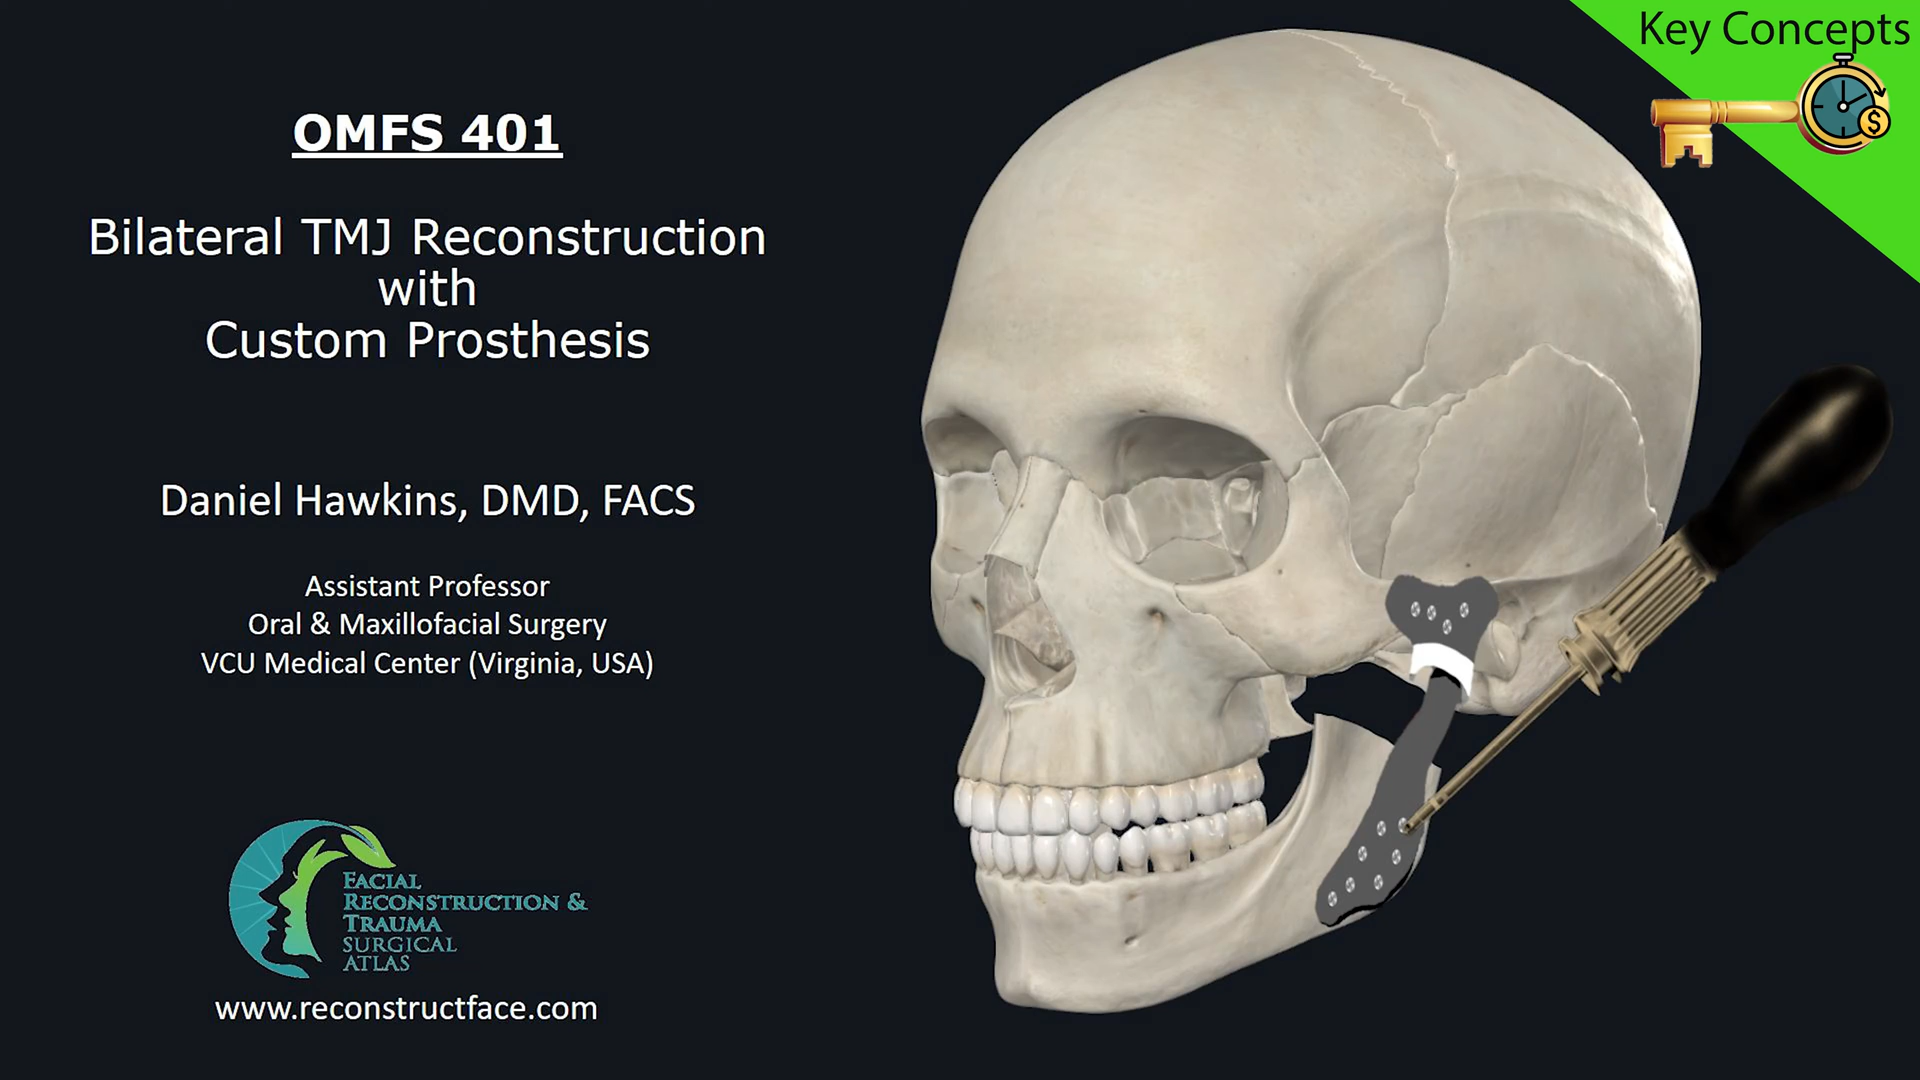 Key Concepts
$
OMFS 401
Bilateral TMJ Reconstruction
with
Custom Prosthesis
Daniel Hawkins, DMD, FACS
Assistant Professor
Oral & Maxillofacial Surgery
VCU Medical Center (Virginia, USA)
FACIAL
RECONSTRUCTION &
TRAUMA
SURGICAL
ATLAS
www.reconstructface.com